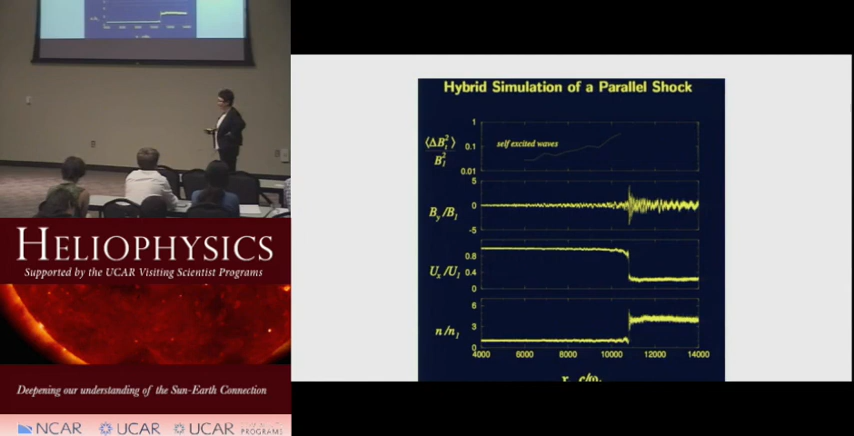 HELIOPHYSICS
Supported by the UCAR Visiting Scientist Programs
Deepening our understanding of the Sun-Earth Connection
NCAR UCAR UCAR PROGRAMS
Hybrid Simulation of a Parallel Shock
⟨ΔB₁²⟩ / B₁²
1
0.1
0.01
self excited waves
B_y/B₁
5
0
-5
U_x/U₁
0.8
0.4
0
n/n₁
6
3
0
4000 6000 8000 10000 12000 14000